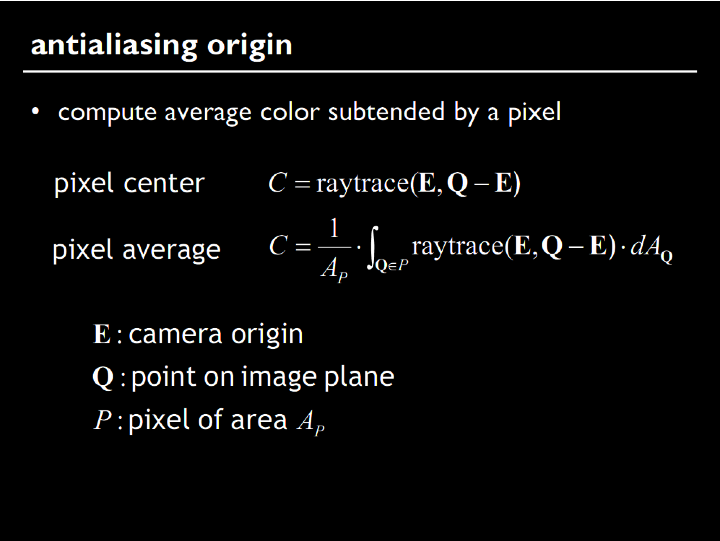 antialiasing origin
• compute average color subtended by a pixel
pixel center C = raytrace(E, Q − E)
pixel average C = 1/A_P · ∫_{Q∈P} raytrace(E, Q − E) · dA_Q
E : camera origin
Q : point on image plane
P : pixel of area A_P